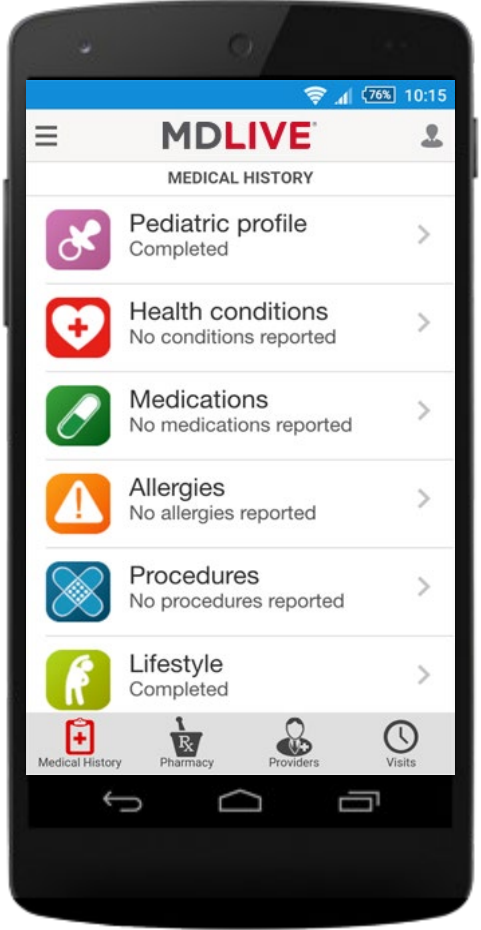 76% 10:15
MDLIVE®
MEDICAL HISTORY
Pediatric profile
Completed
Health conditions
No conditions reported
Medications
No medications reported
Allergies
No allergies reported
Procedures
No procedures reported
Lifestyle
Completed
Rx
Medical History Pharmacy Providers Visits